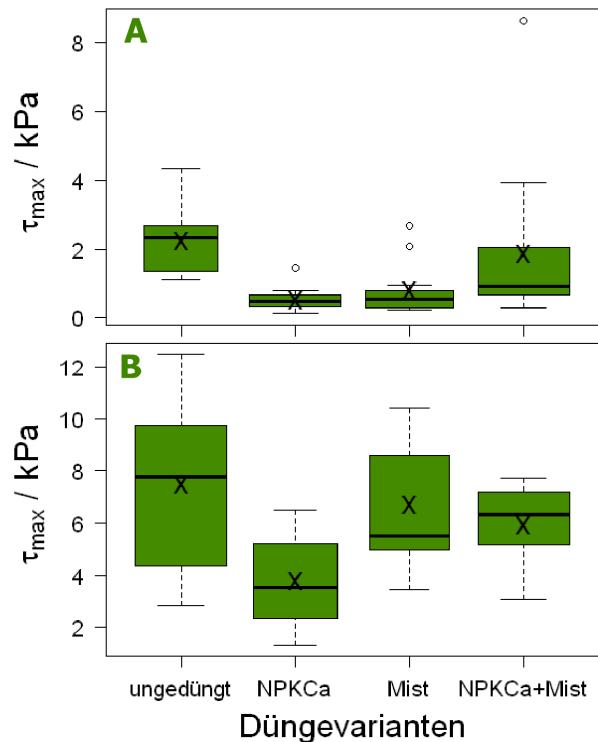 A
τmax / kPa
8
6
4
2
0
B
τmax / kPa
12
10
8
6
4
2
ungedüngt NPKCa Mist NPKCa+Mist
Düngevarianten